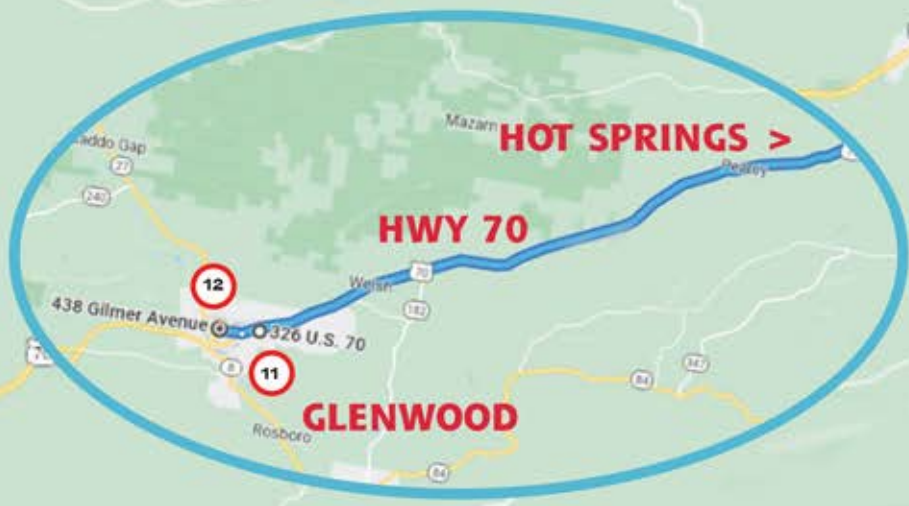 Mazarn
HOT SPRINGS >
addo Gap
27
Pearcy
240
HWY 70
70
12
Welsh
182
438 Gilmer Avenue
326 U.S. 70
8
11
347
84
GLENWOOD
Rosboro
84